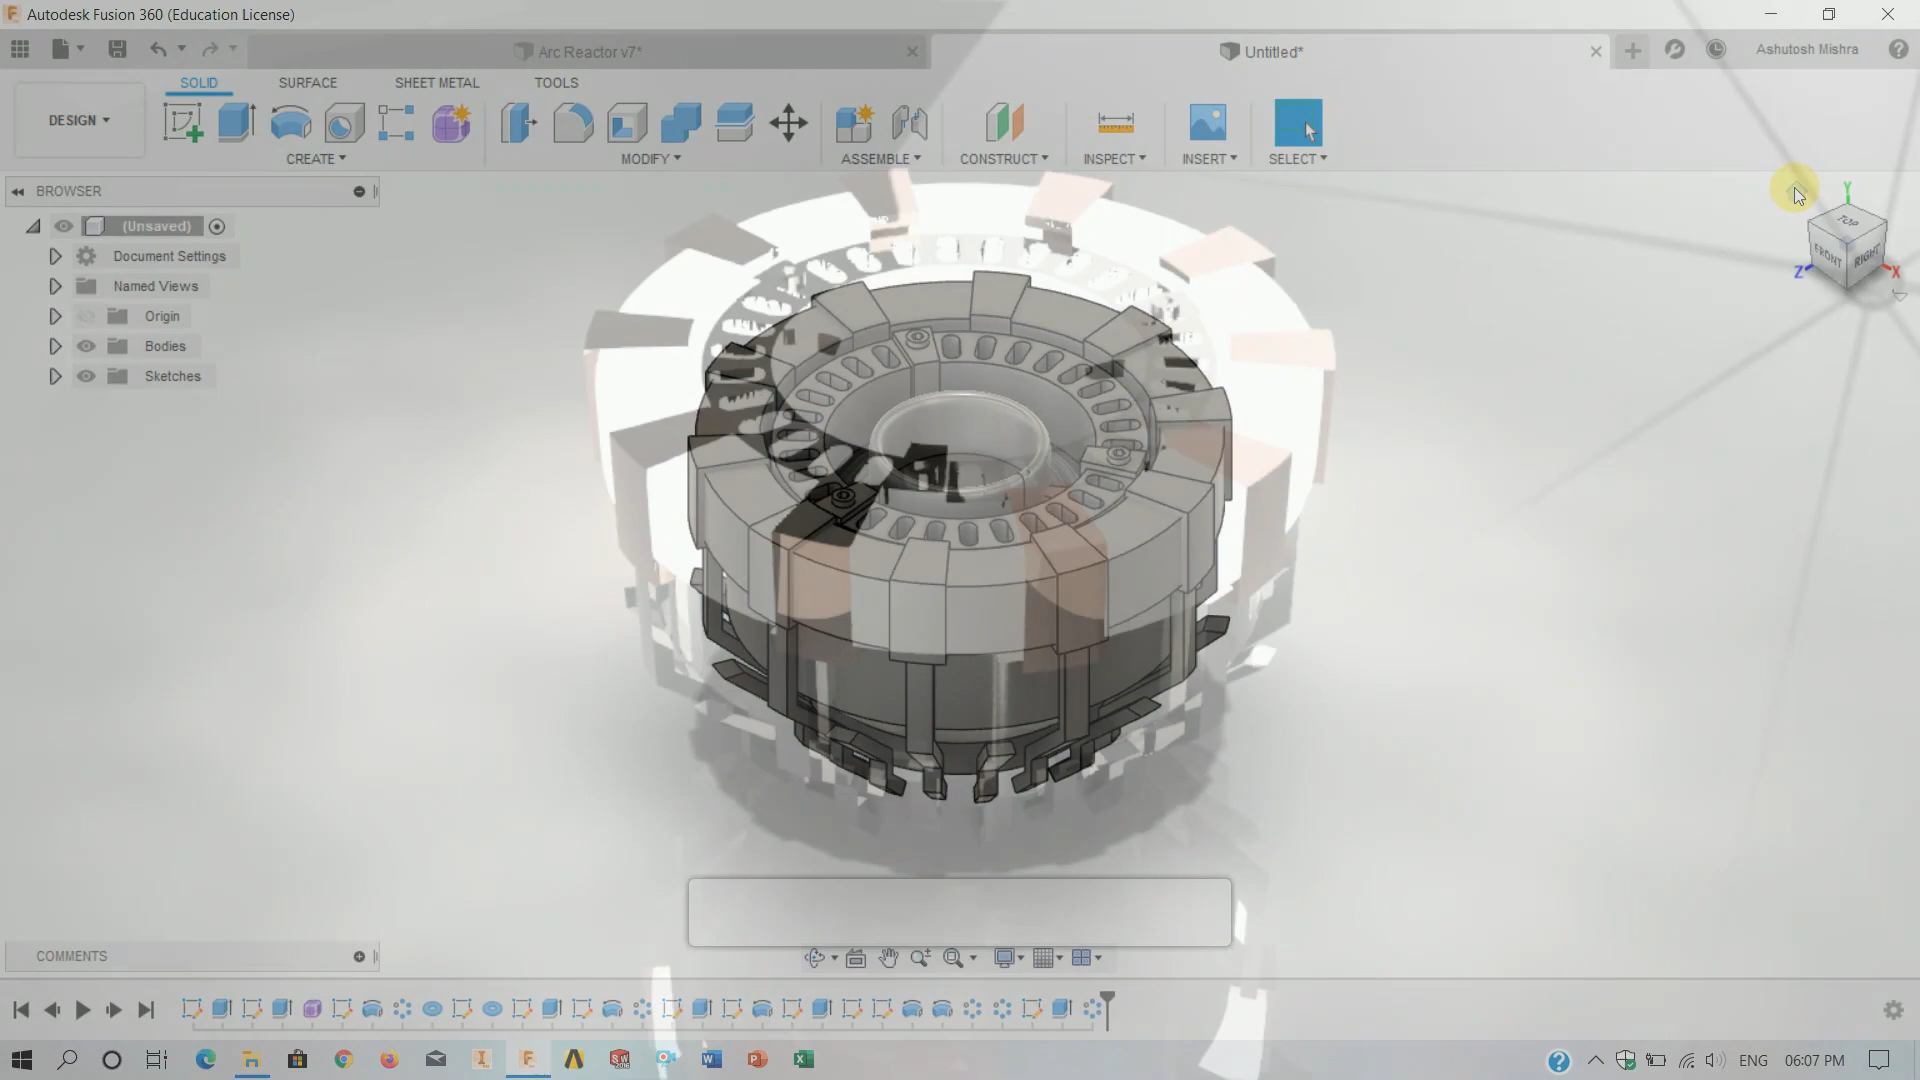 Autodesk Fusion 360 (Education License)
Arc Reactor v7*
Untitled*
Ashutosh Mishra
DESIGN
SOLID
SURFACE
SHEET METAL
TOOLS
CREATE
MODIFY
ASSEMBLE
CONSTRUCT
INSPECT
INSERT
SELECT
BROWSER
(Unsaved)
Document Settings
Named Views
Origin
Bodies
Sketches
Y
TOP
FRONT
RIGHT
Z
X
COMMENTS
ENG
06:07 PM